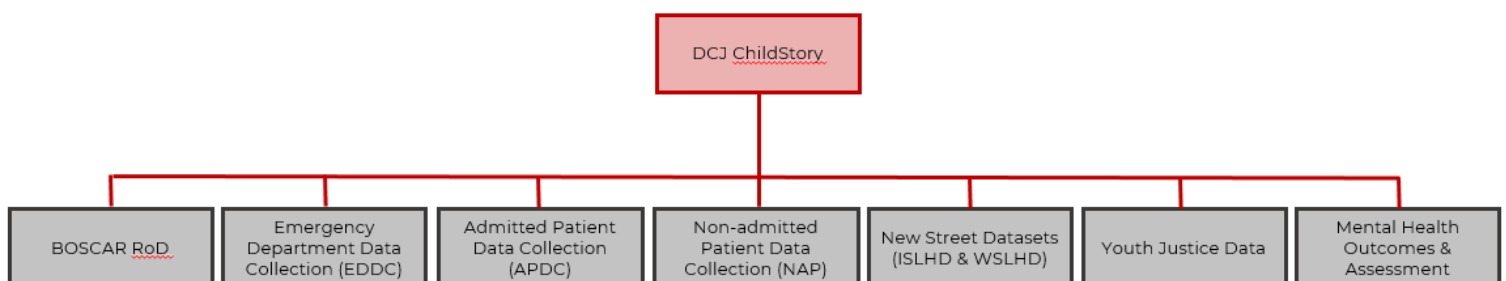 DCJ ChildStory
BOSCAR RoD
Emergency
Department Data
Collection (EDDC)
Admitted Patient
Data Collection
(APDC)
Non-admitted
Patient Data
Collection (NAP)
New Street Datasets
(ISLHD & WSLHD)
Youth Justice Data
Mental Health
Outcomes &
Assessment